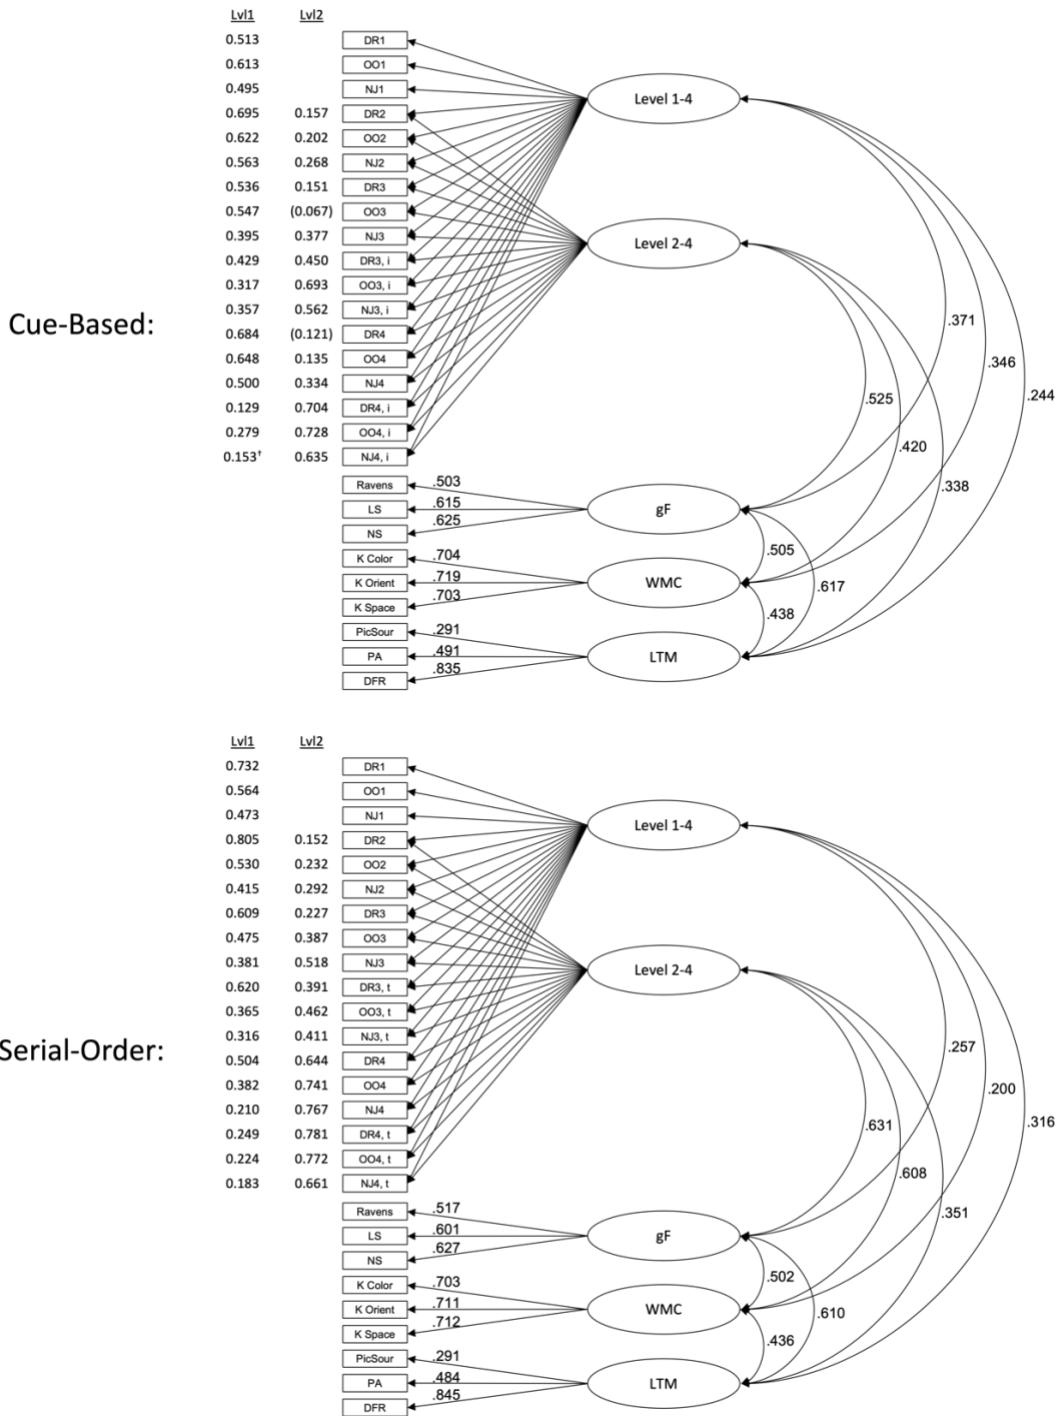 Lvl1 Lvl2
0.513 DR1
0.613 OO1
0.495 NJ1
0.695 0.157 DR2
0.622 0.202 OO2
0.563 0.268 NJ2
0.536 0.151 DR3
0.547 (0.067) OO3
0.395 0.377 NJ3
0.429 0.450 DR3, i
0.317 0.693 OO3, i
0.357 0.562 NJ3, i
0.684 (0.121) DR4
0.648 0.135 OO4
0.500 0.334 NJ4
0.129 0.704 DR4, i
0.279 0.728 OO4, i
0.153† 0.635 NJ4, i
Cue-Based:
Level 1-4
Level 2-4
.371
.346
.244
.525
.420
.338
Ravens .503
LS .615
NS .625
gF
K Color .704
K Orient .719
K Space .703
WMC
PicSour .291
PA .491
DFR .835
LTM
.505
.617
.438
Lvl1 Lvl2
0.732 DR1
0.564 OO1
0.473 NJ1
0.805 0.152 DR2
0.530 0.232 OO2
0.415 0.292 NJ2
0.609 0.227 DR3
0.475 0.387 OO3
0.381 0.518 NJ3
0.620 0.391 DR3, t
0.365 0.462 OO3, t
0.316 0.411 NJ3, t
0.504 0.644 DR4
0.382 0.741 OO4
0.210 0.767 NJ4
0.249 0.781 DR4, t
0.224 0.772 OO4, t
0.183 0.661 NJ4, t
Serial-Order:
Level 1-4
Level 2-4
.257
.200
.316
.631
.608
.351
Ravens .517
LS .601
NS .627
gF
K Color .703
K Orient .711
K Space .712
WMC
PicSour .291
PA .484
DFR .845
LTM
.502
.610
.436